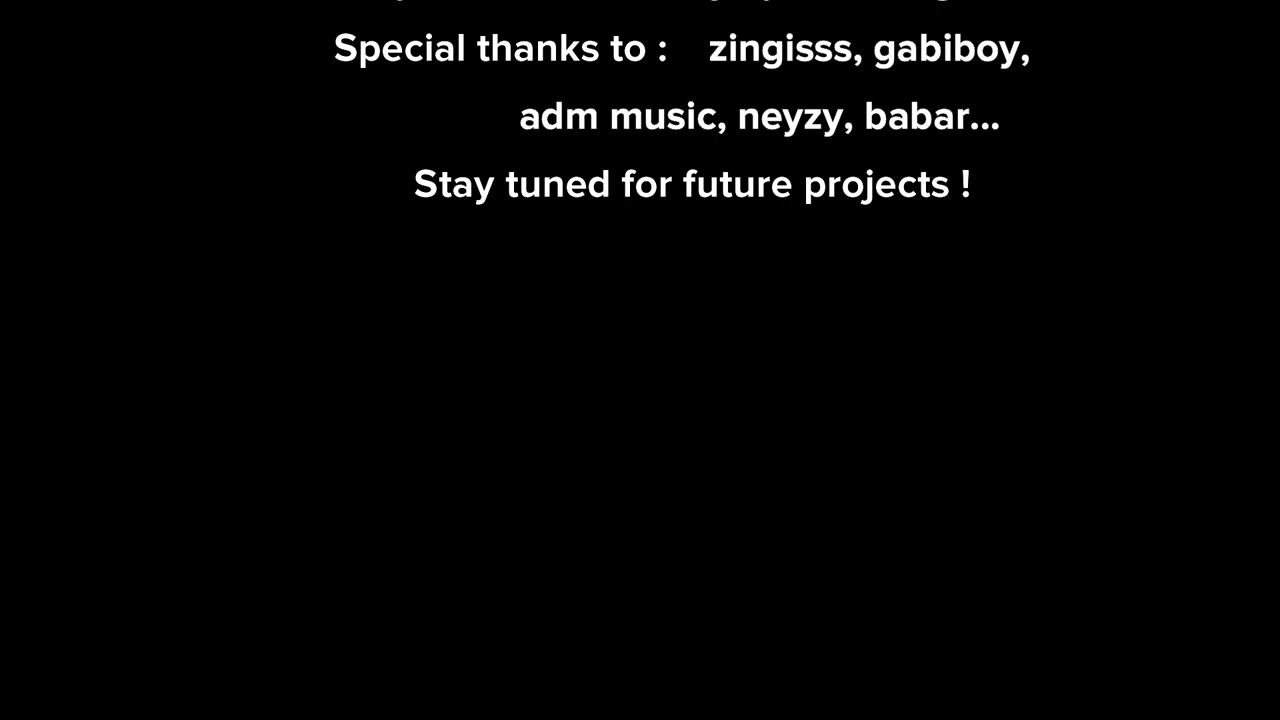 Special thanks to : zingisss, gabiboy,
adm music, neyzy, babar...
Stay tuned for future projects !